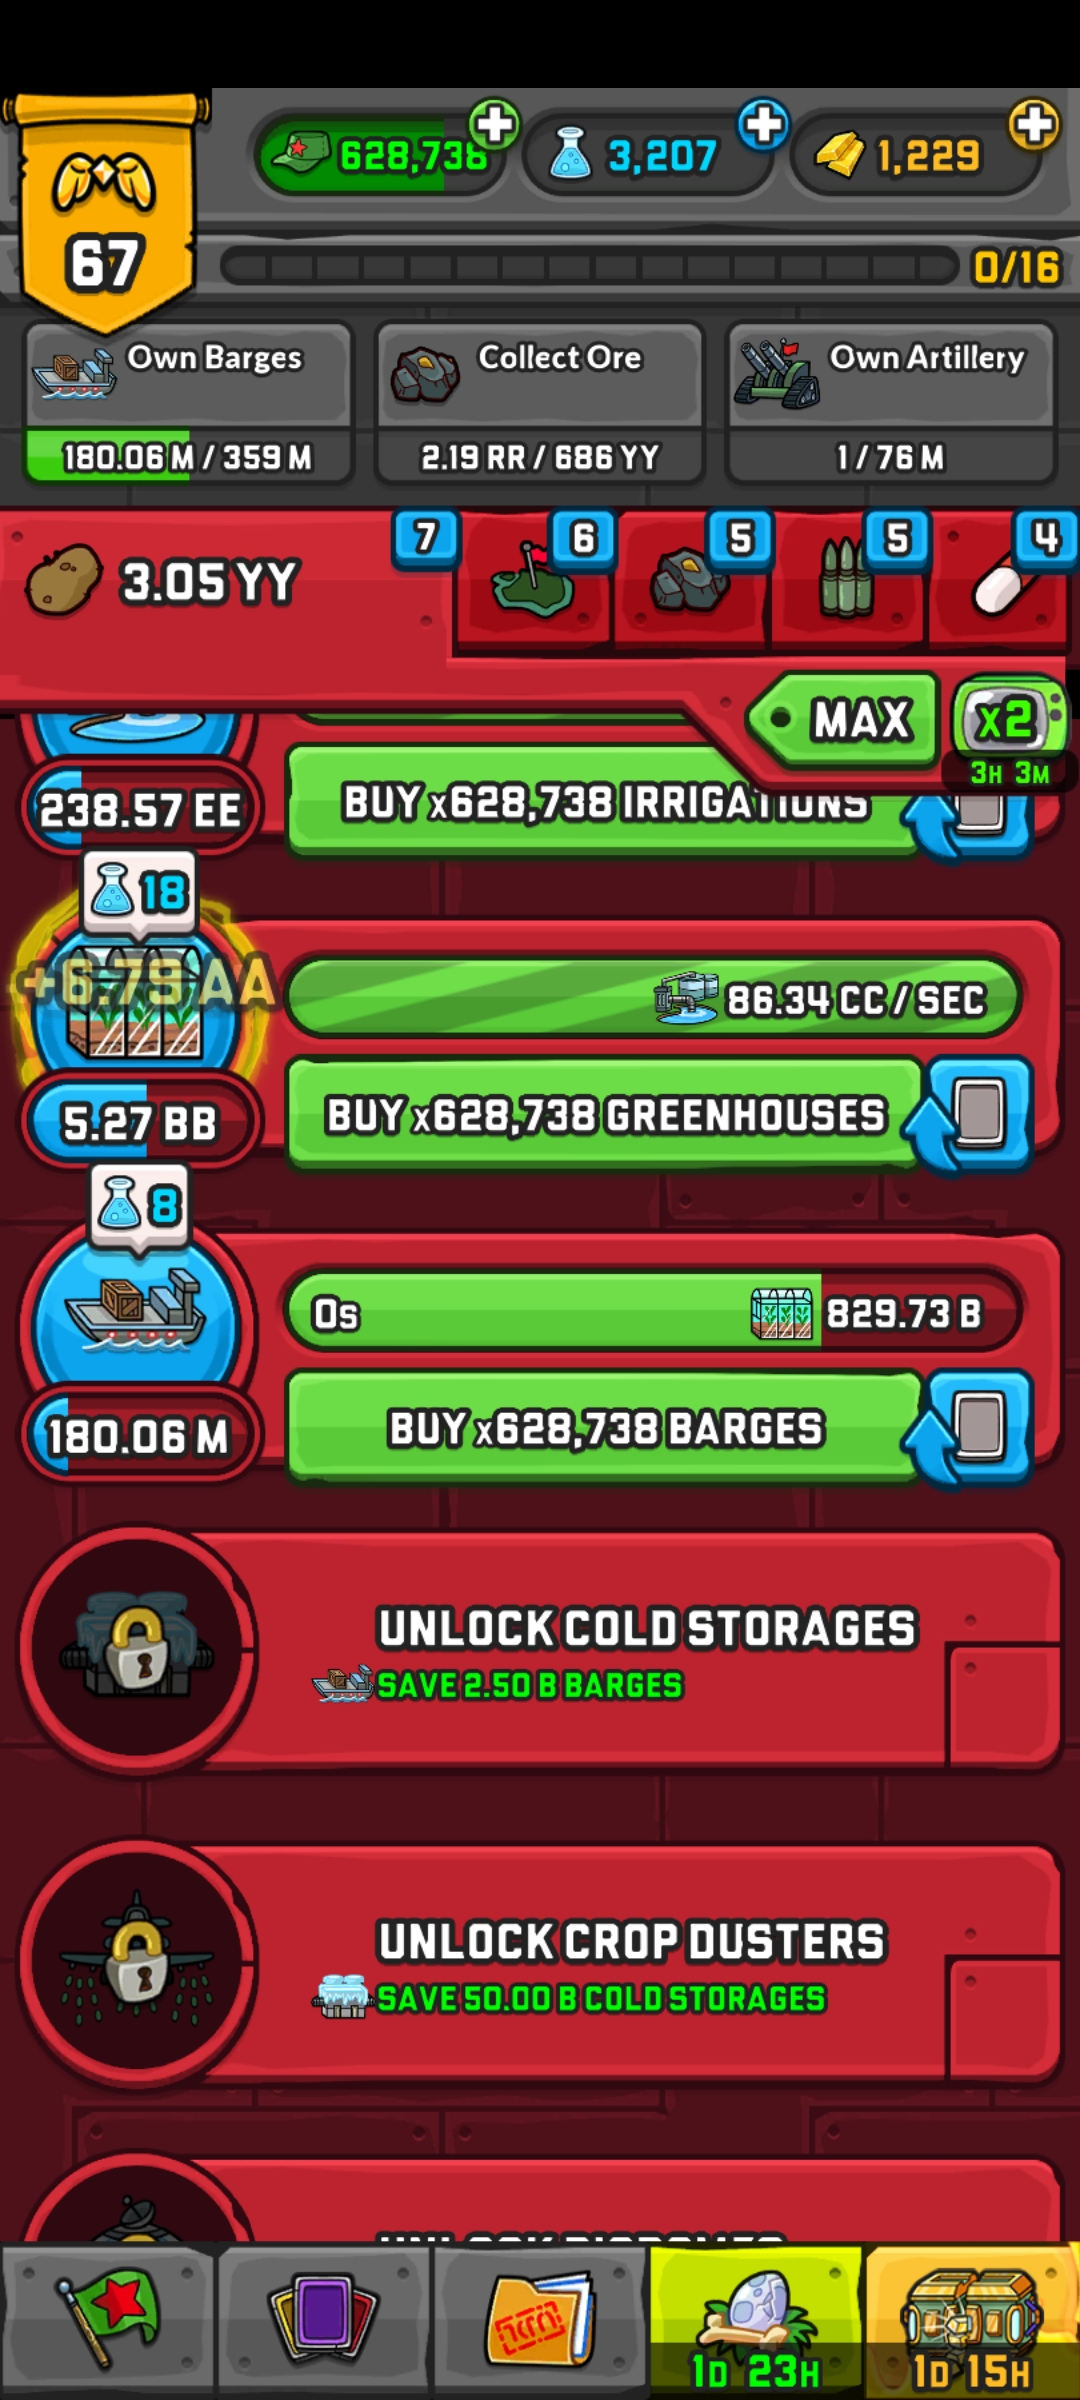 628,738
3,207
1,229
67
0/16
Own Barges
180.06 M / 359 M
Collect Ore
2.19 RR / 686 YY
Own Artillery
1 / 76 M
3.05 YY
7
6
5
5
4
MAX
x2
3H 3M
238.57 EE
BUY x628,738 IRRIGATIONS
18
+6.79 AA
86.34 CC / SEC
5.27 BB
BUY x628,738 GREENHOUSES
8
0s
829.73 B
180.06 M
BUY x628,738 BARGES
UNLOCK COLD STORAGES
SAVE 2.50 B BARGES
UNLOCK CROP DUSTERS
SAVE 50.00 B COLD STORAGES
1D 23H
1D 15H